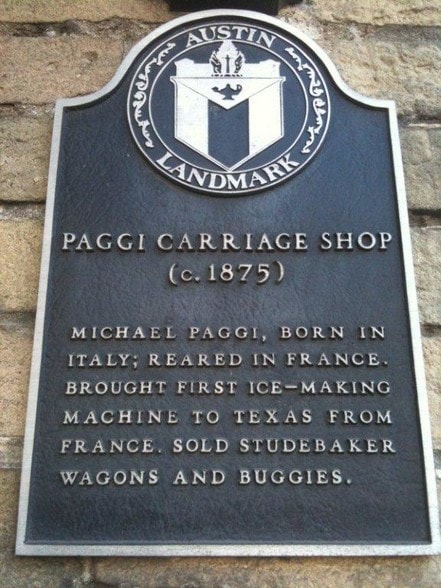 AUSTIN
LANDMARK
PAGGI CARRIAGE SHOP
(c. 1875)
MICHAEL PAGGI, BORN IN
ITALY; REARED IN FRANCE.
BROUGHT FIRST ICE-MAKING
MACHINE TO TEXAS FROM
FRANCE. SOLD STUDEBAKER
WAGONS AND BUGGIES.